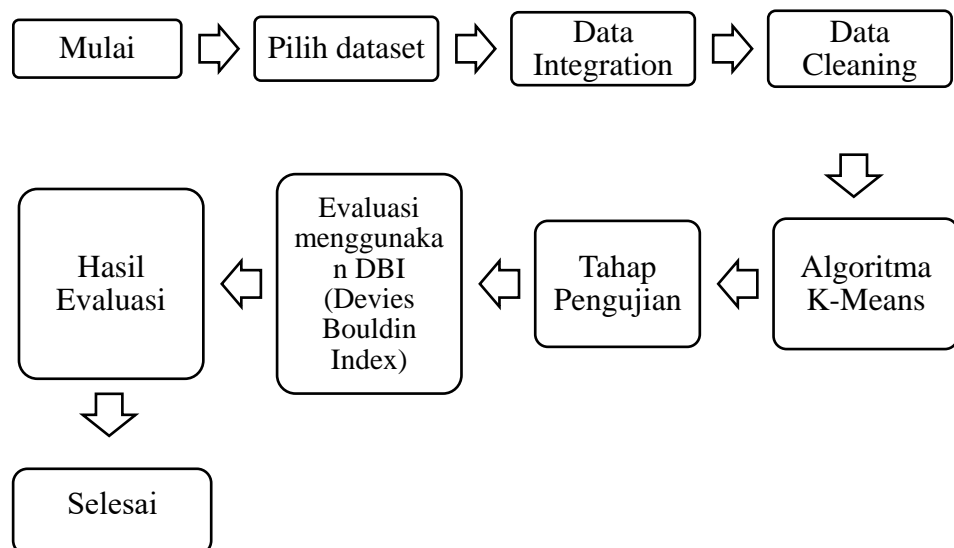 Mulai
Pilih dataset
Data
Integration
Data
Cleaning
Algoritma
K-Means
Tahap
Pengujian
Evaluasi
menggunaka
n DBI
(Devies
Bouldin
Index)
Hasil
Evaluasi
Selesai